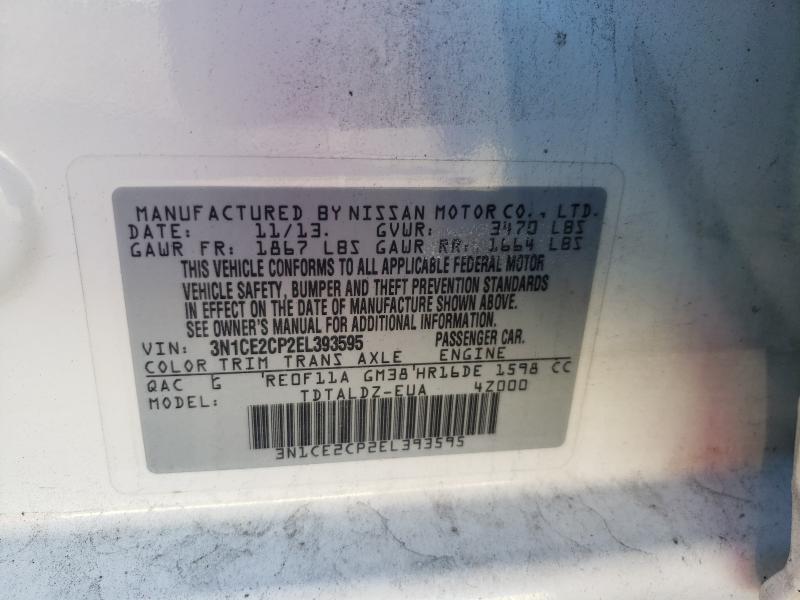 MANUFACTURED BY NISSAN MOTOR CO., LTD.
DATE: 11/13. GVWR: 3470 LBS
GAWR FR: 1867 LBS GAWR RR: 1664 LBS
THIS VEHICLE CONFORMS TO ALL APPLICABLE FEDERAL MOTOR
VEHICLE SAFETY, BUMPER AND THEFT PREVENTION STANDARDS
IN EFFECT ON THE DATE OF MANUFACTURE SHOWN ABOVE.
SEE OWNER'S MANUAL FOR ADDITIONAL INFORMATION.
VIN: 3N1CE2CP2EL393595 PASSENGER CAR.
COLOR TRIM TRANS AXLE ENGINE
QAC G 'RE0F11A GM38'HR16DE 1598 CC
MODEL: TDTALDZ-EUA 4Z000
3N1CE2CP2EL393595